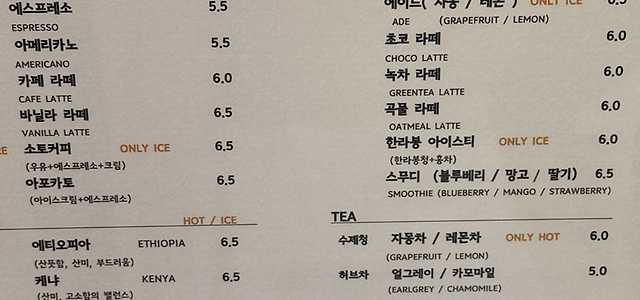 에스프레소 5.5
ESPRESSO
아메리카노 5.5
AMERICANO
카페 라떼 6.0
CAFE LATTE
바닐라 라떼 6.5
VANILLA LATTE
소토커피 ONLY ICE 6.5
(우유+에스프레소+크림)
아포카토 6.5
(아이스크림+에스프레소)
HOT / ICE
에티오피아 ETHIOPIA 6.5
(산뜻함, 산미, 부드러움)
케냐 KENYA 6.5
(산미, 고소함의 밸런스)
에이드( 자몽 / 레몬 ) ONLY ICE
ADE (GRAPEFRUIT / LEMON)
초코 라떼 6.0
CHOCO LATTE
녹차 라떼 6.0
GREENTEA LATTE
곡물 라떼 6.0
OATMEAL LATTE
한라봉 아이스티 ONLY ICE 6.0
(한라봉청+홍차)
스무디 (블루베리 / 망고 / 딸기) 6.5
SMOOTHIE (BLUEBERRY / MANGO / STRAWBERRY)
TEA
수제청 자몽차 / 레몬차 ONLY HOT 6.0
(GRAPEFRUIT / LEMON)
허브차 얼그레이 / 카모마일 5.0
(EARLGREY / CHAMOMILE)